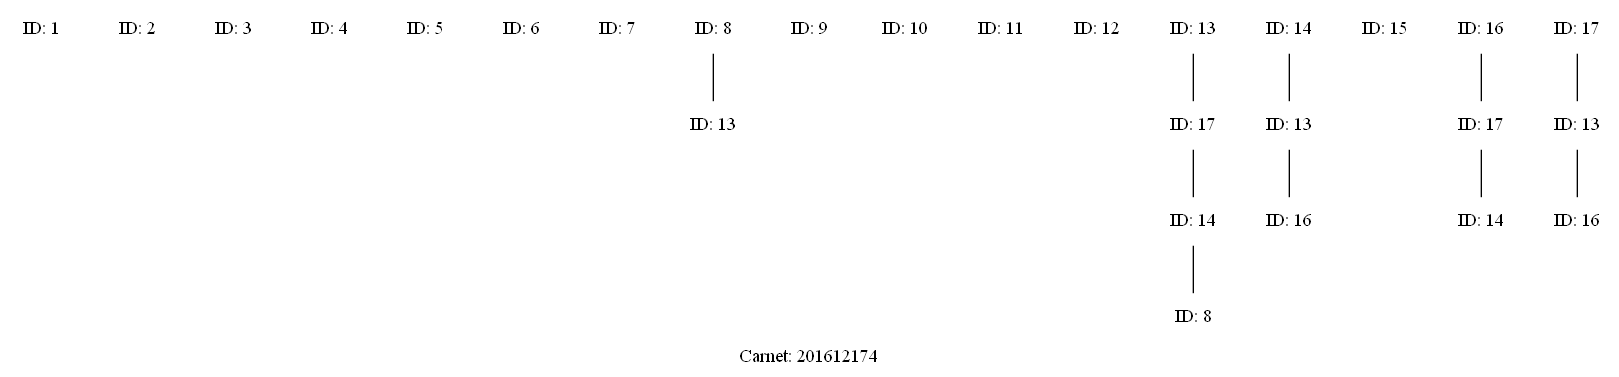 ID: 1 ID: 2 ID: 3 ID: 4 ID: 5 ID: 6 ID: 7 ID: 8 ID: 9 ID: 10 ID: 11 ID: 12 ID: 13 ID: 14 ID: 15 ID: 16 ID: 17
ID: 13 ID: 17 ID: 13 ID: 17 ID: 13
ID: 14 ID: 16 ID: 14 ID: 16
ID: 8
Carnet: 201612174